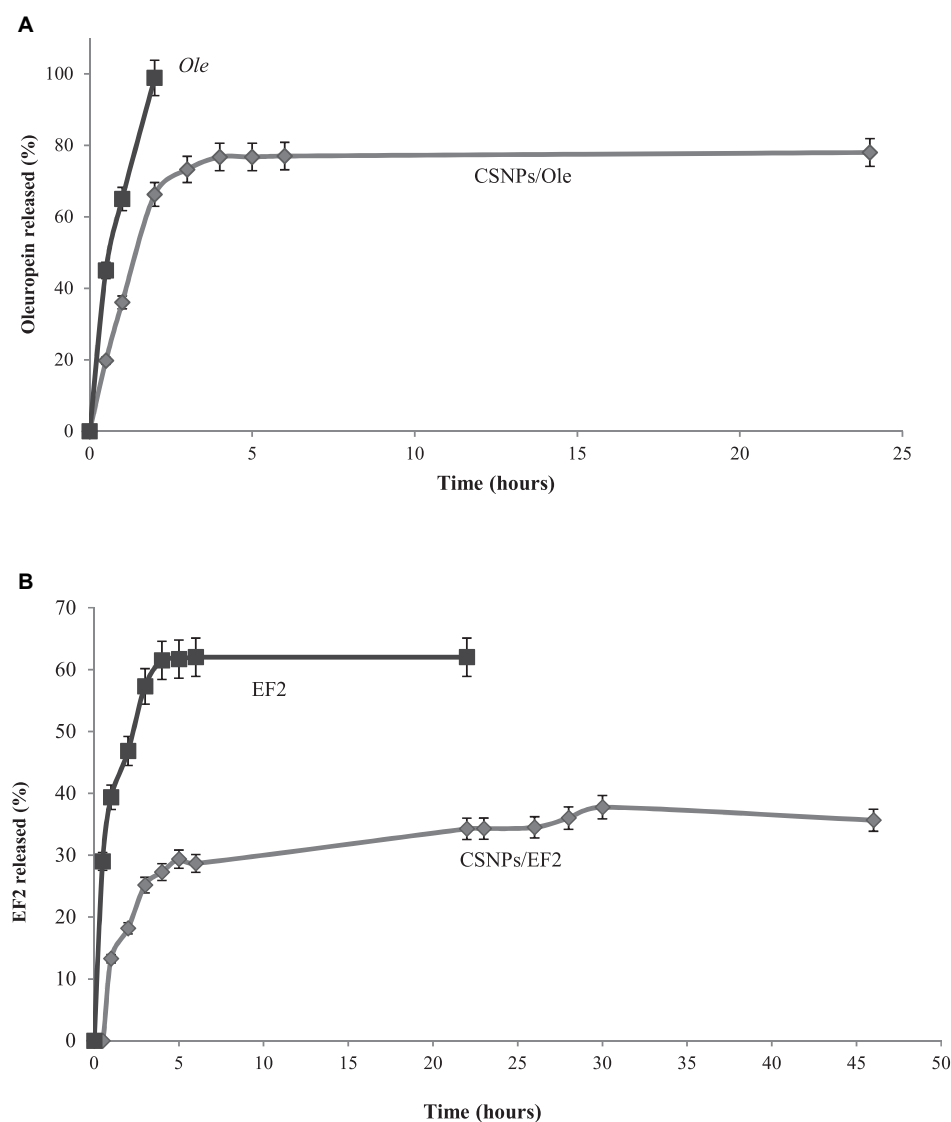 A
Ole
100
80
CSNPs/Ole
60
40
20
0
0 5 10 15 20 25
Oleuropein released (%)
Time (hours)
B
70
60
EF2
50
40
30
CSNPs/EF2
20
10
0
0 5 10 15 20 25 30 35 40 45 50
EF2 released (%)
Time (hours)